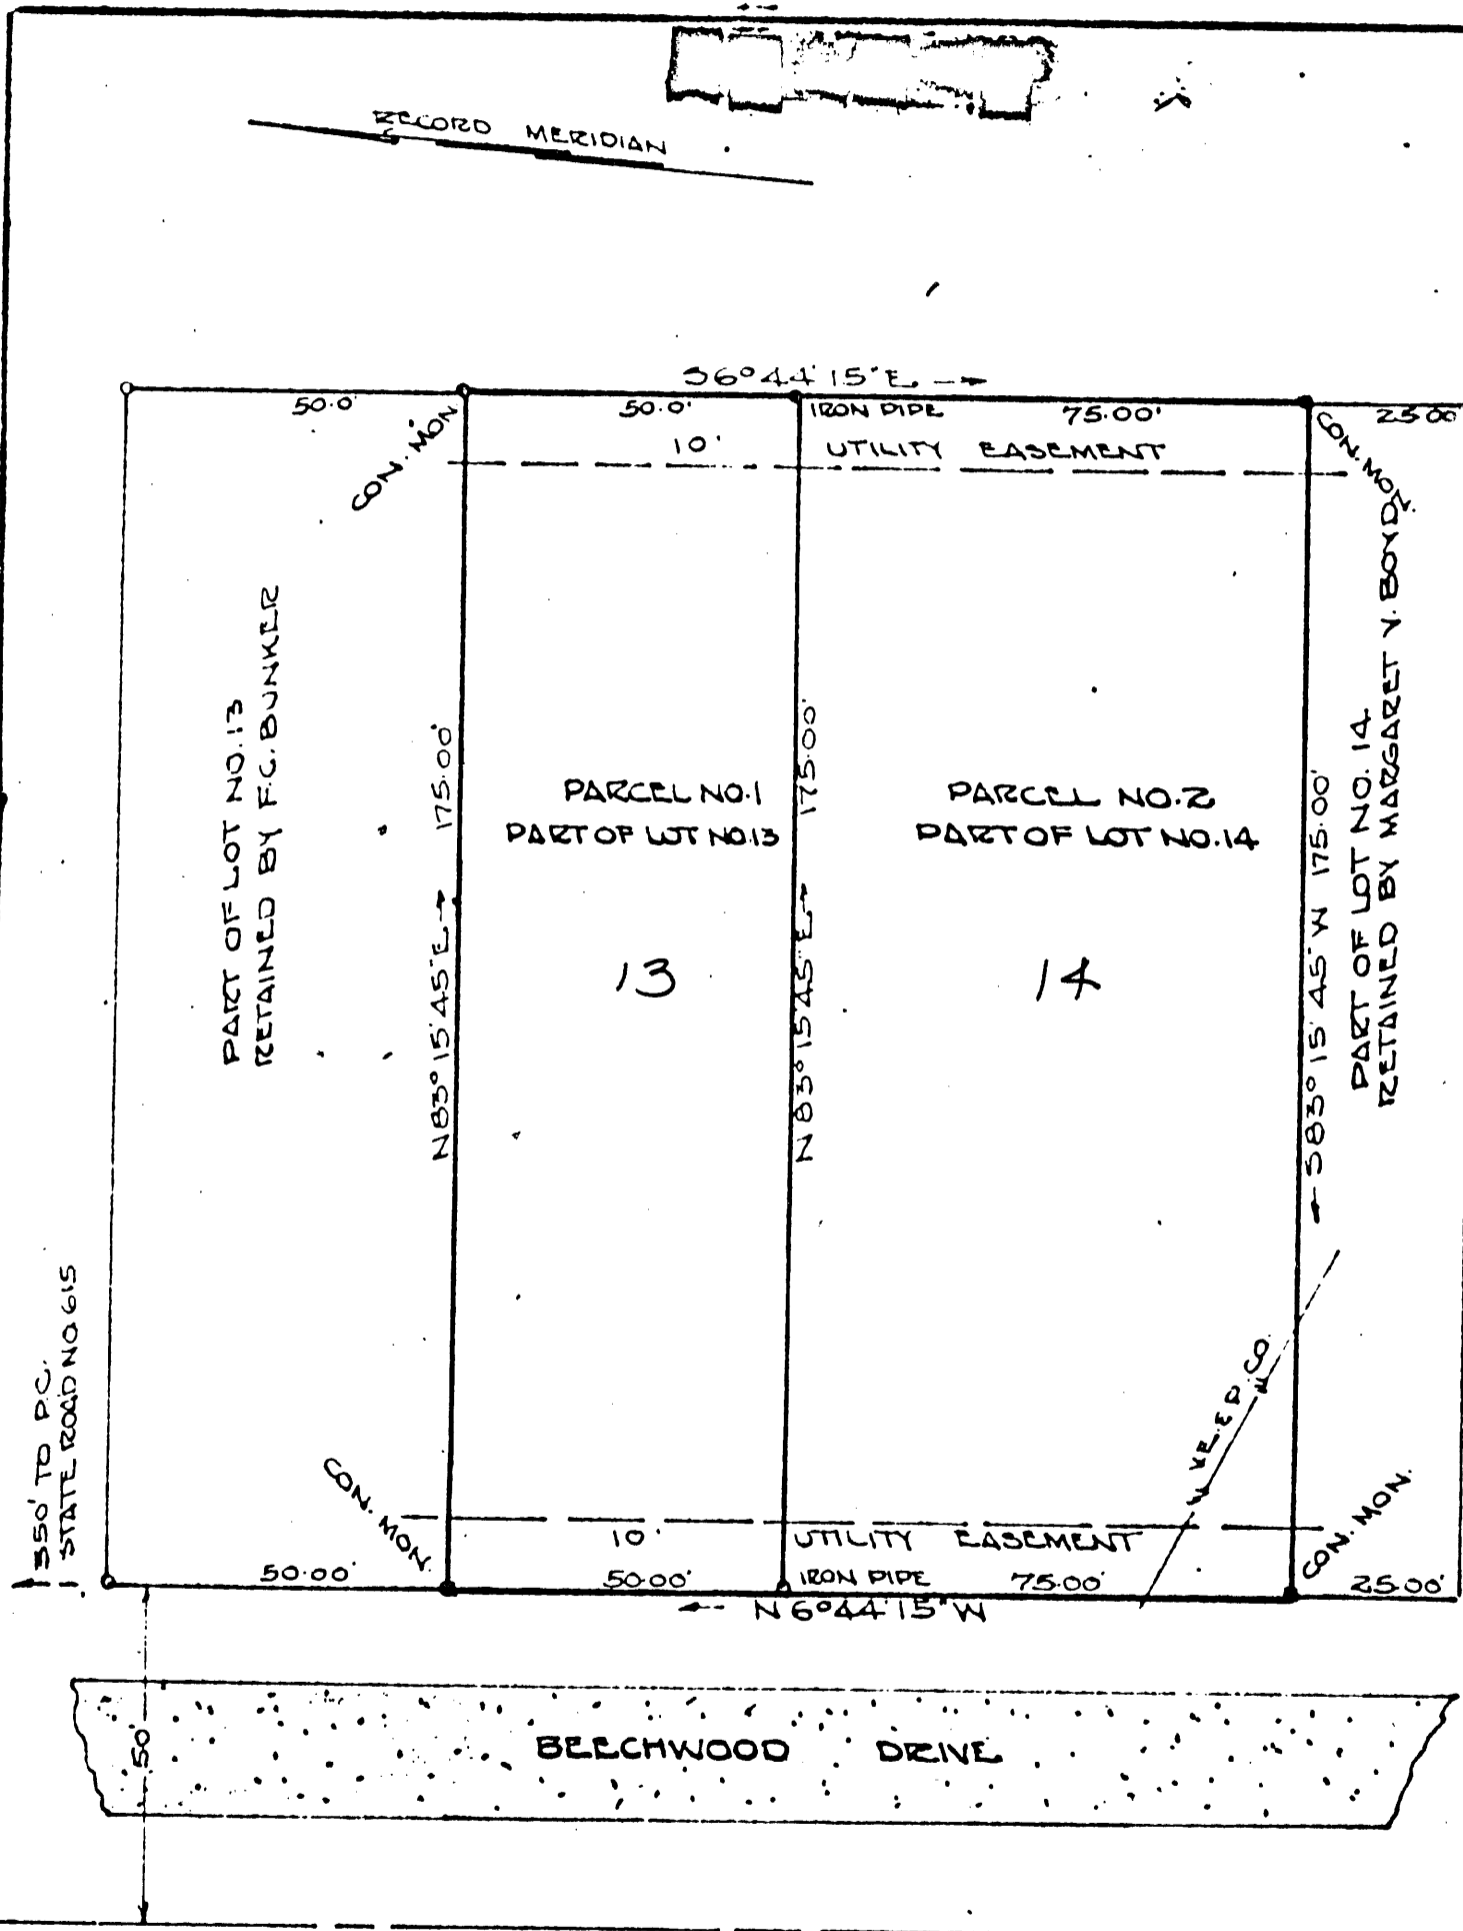 RECORD MERIDIAN
S6°44'15"E
50.0'
50.0'
IRON PIPE
75.00'
25.00
CON. MON.
10'
UTILITY EASEMENT
CON. MON.
PART OF LOT NO.13
RETAINED BY F.C. BUNKER
N83°15'45"E 175.00'
PARCEL NO.1
PART OF LOT NO.13
13
N83°15'45"E 175.00'
PARCEL NO.2
PART OF LOT NO.14
14
S83°15'45"W 175.00'
PART OF LOT NO. 14
RETAINED BY MARGARET V. BOYD
350' TO P.C.
STATE ROAD NO 615
CON. MON.
10'
UTILITY EASEMENT
V.E. & P. CO.
CON. MON.
50.00'
50.00'
IRON PIPE
75.00'
25.00'
N6°44'15"W
50'
BEECHWOOD DRIVE